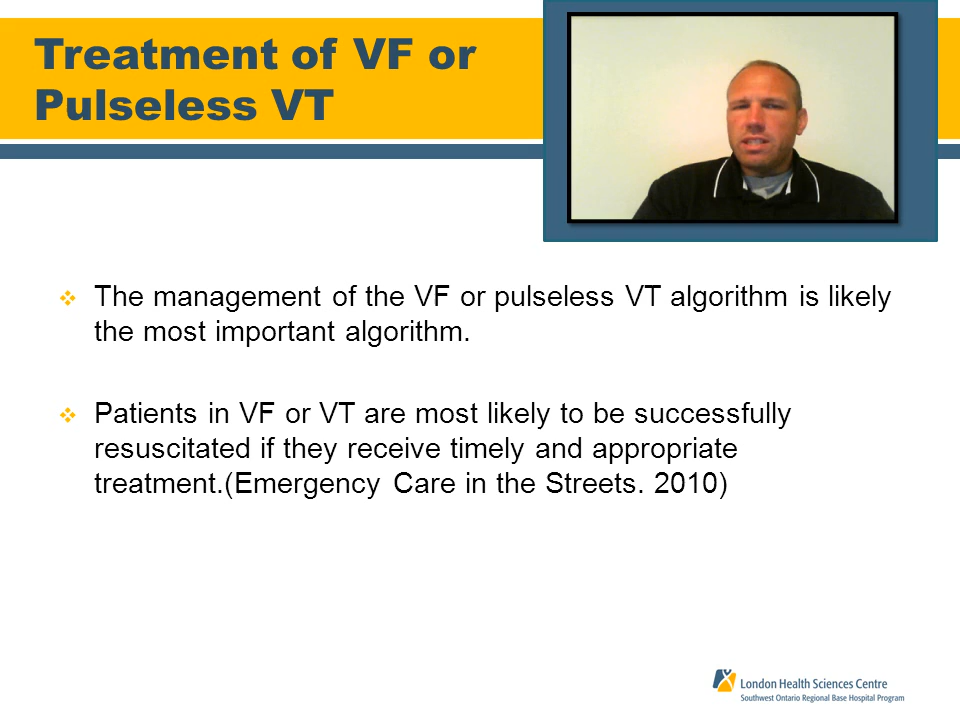 Treatment of VF or
Pulseless VT
The management of the VF or pulseless VT algorithm is likely
the most important algorithm.
Patients in VF or VT are most likely to be successfully
resuscitated if they receive timely and appropriate
treatment.(Emergency Care in the Streets. 2010)
London Health Sciences Centre
Southwest Ontario Regional Base Hospital Program